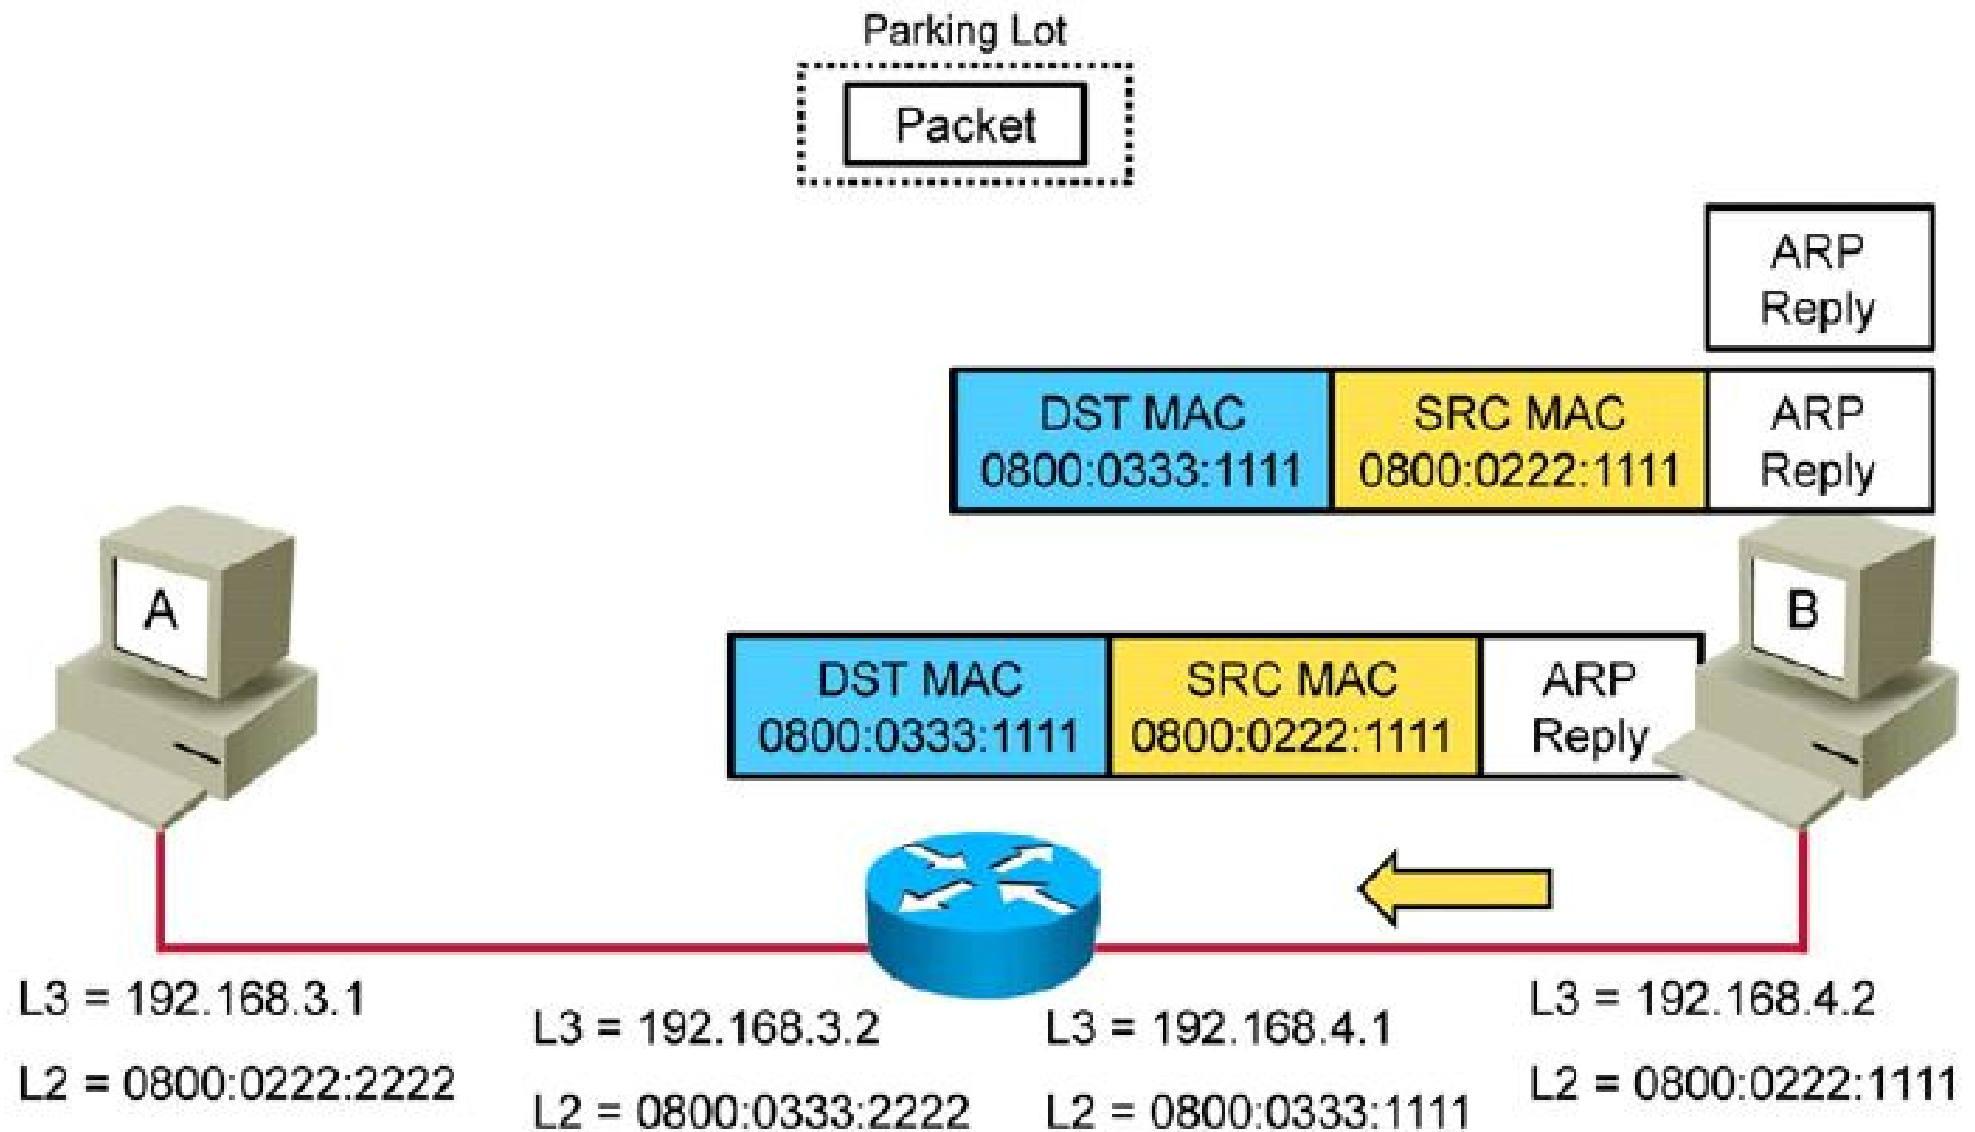 Parking Lot
Packet
ARP
Reply
DST MAC
0800:0333:1111
SRC MAC
0800:0222:1111
ARP
Reply
A
B
DST MAC
0800:0333:1111
SRC MAC
0800:0222:1111
ARP
Reply
L3 = 192.168.3.1
L2 = 0800:0222:2222
L3 = 192.168.3.2
L2 = 0800:0333:2222
L3 = 192.168.4.1
L2 = 0800:0333:1111
L3 = 192.168.4.2
L2 = 0800:0222:1111